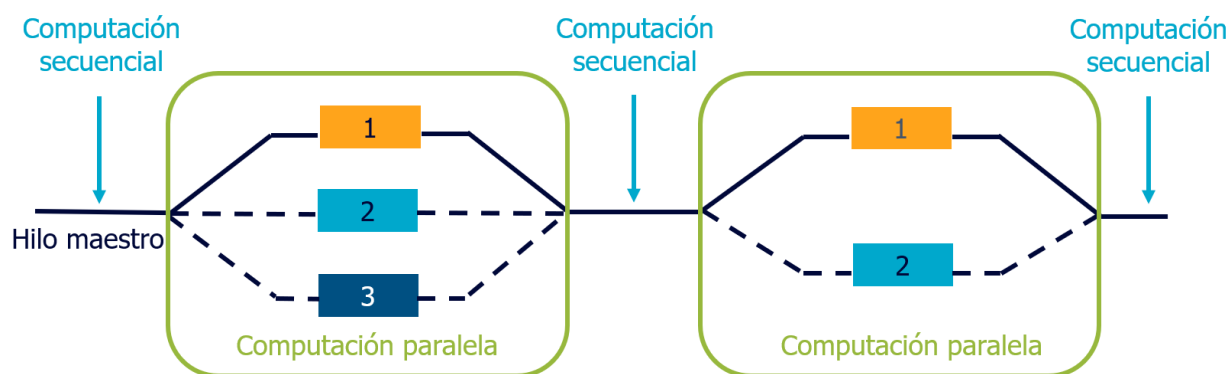 Computación
secuencial
Computación
secuencial
Computación
secuencial
1
2
3
1
2
Hilo maestro
Computación paralela
Computación paralela